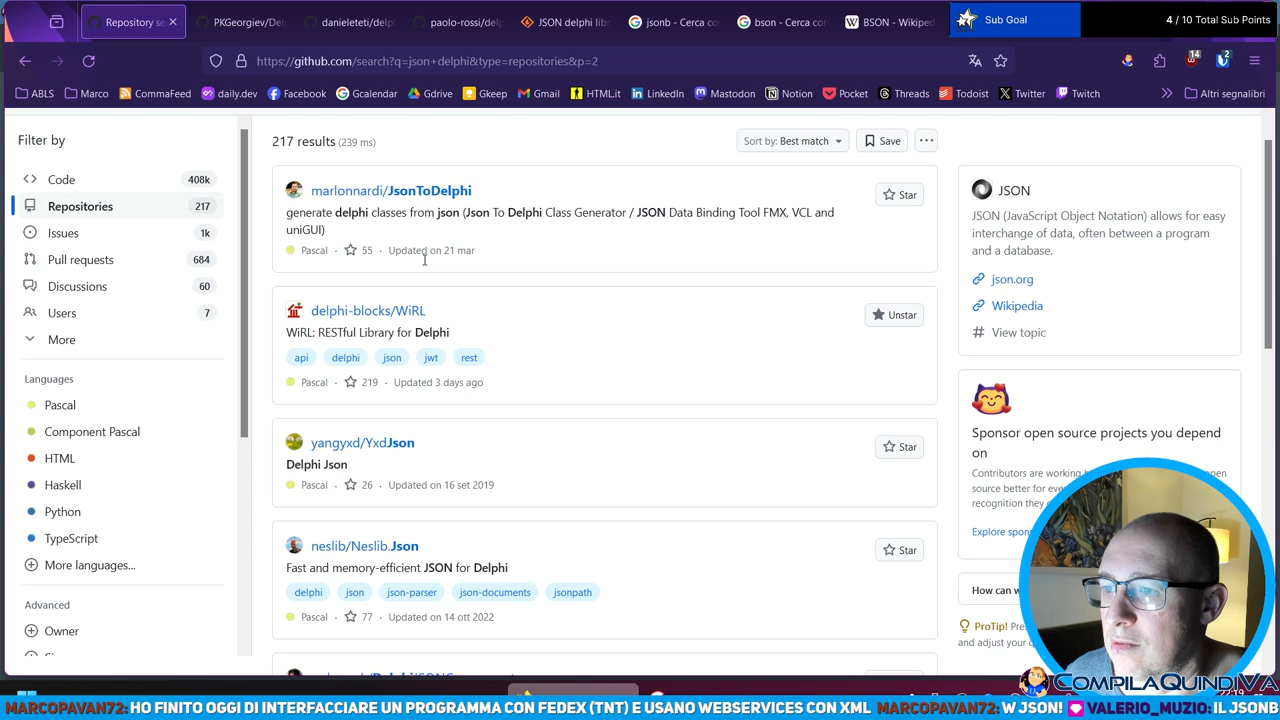 Repository se
PKGeorgiev/Del
danieleteti/delp
paolo-rossi/delp
JSON delphi libr
jsonb - Cerca co
bson - Cerca con
BSON - Wikiped
Sub Goal
4 / 10 Total Sub Points
https://github.com/search?q=json+delphi&type=repositories&p=2
14
2
ABLS
Marco
CommaFeed
daily.dev
Facebook
Gcalendar
Gdrive
Gkeep
Gmail
HTML.it
LinkedIn
Mastodon
Notion
Pocket
Threads
Todoist
Twitter
Twitch
Altri segnalibri
Filter by
Code 408k
Repositories 217
Issues 1k
Pull requests 684
Discussions 60
Users 7
More
Languages
Pascal
Component Pascal
HTML
Haskell
Python
TypeScript
More languages...
Advanced
Owner
217 results (239 ms)
Sort by: Best match
Save
marlonnardi/JsonToDelphi
Star
generate delphi classes from json (Json To Delphi Class Generator / JSON Data Binding Tool FMX, VCL and
uniGUI)
Pascal · 55 · Updated on 21 mar
delphi-blocks/WiRL
Unstar
WiRL: RESTful Library for Delphi
api delphi json jwt rest
Pascal · 219 · Updated 3 days ago
yangyxd/YxdJson
Star
Delphi Json
Pascal · 26 · Updated on 16 set 2019
neslib/Neslib.Json
Star
Fast and memory-efficient JSON for Delphi
delphi json json-parser json-documents jsonpath
Pascal · 77 · Updated on 14 ott 2022
JSON
JSON (JavaScript Object Notation) allows for easy
interchange of data, often between a program
and a database.
json.org
Wikipedia
View topic
Sponsor open source projects you depend
on
Contributors are working
source better for
recognition they
Explore
How can
ProTip!
and adjust your
COMPILAQUINDIVA
MARCOPAVAN72: HO FINITO OGGI DI INTERFACCIARE UN PROGRAMMA CON FEDEX (TNT) E USANO WEBSERVICES CON XML MARCOPAVAN72: W JSON! VALERIO_MUZIO: IL JSONB